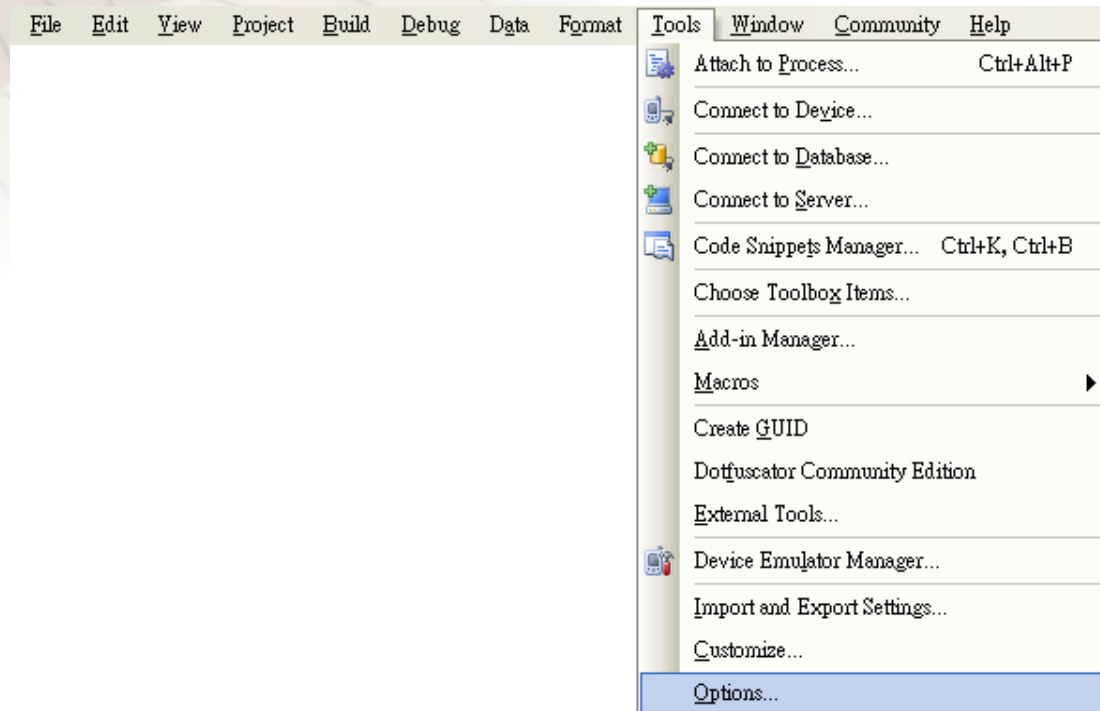 File Edit View Project Build Debug Data Format Tools Window Community Help
Attach to Process... Ctrl+Alt+P
Connect to Device...
Connect to Database...
Connect to Server...
Code Snippets Manager... Ctrl+K, Ctrl+B
Choose Toolbox Items...
Add-in Manager...
Macros
Create GUID
Dotfuscator Community Edition
External Tools...
Device Emulator Manager...
Import and Export Settings...
Customize...
Options...